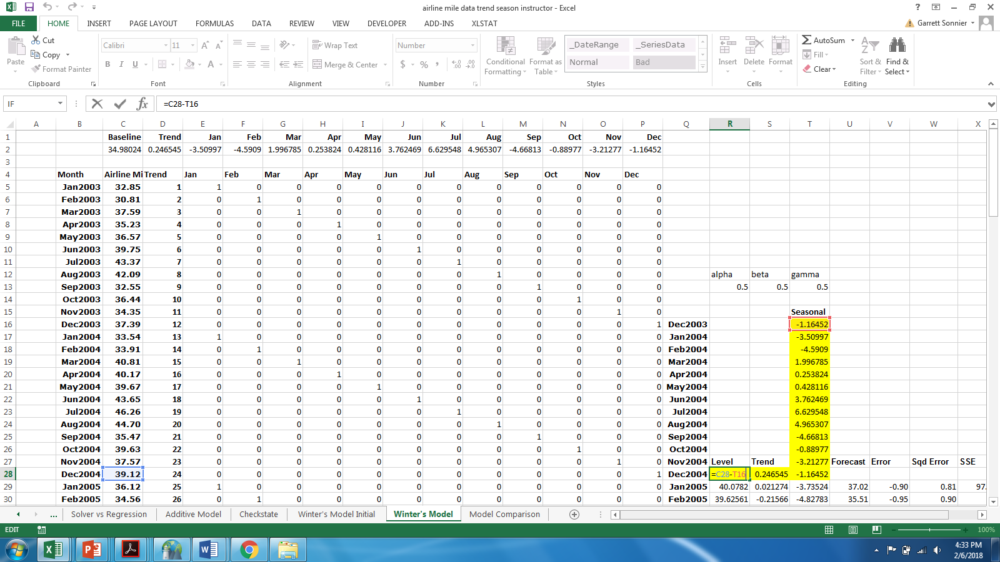 airline mile data trend season instructor - Excel
FILE HOME INSERT PAGE LAYOUT FORMULAS DATA REVIEW VIEW DEVELOPER ADD-INS XLSTAT Garrett Sonnier
Paste Cut Copy Format Painter Clipboard
Calibri 11 B I U A Font
Wrap Text Merge & Center Alignment
Number $ % Number
Conditional Formatting Format as Table _DateRange _SeriesData Normal Bad Styles
Insert Delete Format Cells
AutoSum Fill Clear Sort & Filter Find & Select Editing
IF fx =C28-T16
A B C D E F G H I J K L M N O P Q R S T U V W X
1 Baseline Trend Jan Feb Mar Apr May Jun Jul Aug Sep Oct Nov Dec
2 34.98024 0.246545 -3.50997 -4.5909 1.996785 0.253824 0.428116 3.762469 6.629548 4.965307 -4.66813 -0.88977 -3.21277 -1.16452
3
4 Month Airline Mi Trend Jan Feb Mar Apr May Jun Jul Aug Sep Oct Nov Dec
5 Jan2003 32.85 1 1 0 0 0 0 0 0 0 0 0 0 0
6 Feb2003 30.81 2 0 1 0 0 0 0 0 0 0 0 0 0
7 Mar2003 37.59 3 0 0 1 0 0 0 0 0 0 0 0 0
8 Apr2003 35.23 4 0 0 0 1 0 0 0 0 0 0 0 0
9 May2003 36.57 5 0 0 0 0 1 0 0 0 0 0 0 0
10 Jun2003 39.75 6 0 0 0 0 0 1 0 0 0 0 0 0
11 Jul2003 43.37 7 0 0 0 0 0 0 1 0 0 0 0 0
12 Aug2003 42.09 8 0 0 0 0 0 0 0 1 0 0 0 0 alpha beta gamma
13 Sep2003 32.55 9 0 0 0 0 0 0 0 0 1 0 0 0 0.5 0.5 0.5
14 Oct2003 36.44 10 0 0 0 0 0 0 0 0 0 1 0 0
15 Nov2003 34.35 11 0 0 0 0 0 0 0 0 0 0 1 0 Seasonal
16 Dec2003 37.39 12 0 0 0 0 0 0 0 0 0 0 0 1 Dec2003 -1.16452
17 Jan2004 33.54 13 1 0 0 0 0 0 0 0 0 0 0 0 Jan2004 -3.50997
18 Feb2004 33.91 14 0 1 0 0 0 0 0 0 0 0 0 0 Feb2004 -4.5909
19 Mar2004 40.81 15 0 0 1 0 0 0 0 0 0 0 0 0 Mar2004 1.996785
20 Apr2004 40.17 16 0 0 0 1 0 0 0 0 0 0 0 0 Apr2004 0.253824
21 May2004 39.67 17 0 0 0 0 1 0 0 0 0 0 0 0 May2004 0.428116
22 Jun2004 43.65 18 0 0 0 0 0 1 0 0 0 0 0 0 Jun2004 3.762469
23 Jul2004 46.26 19 0 0 0 0 0 0 1 0 0 0 0 0 Jul2004 6.629548
24 Aug2004 44.70 20 0 0 0 0 0 0 0 1 0 0 0 0 Aug2004 4.965307
25 Sep2004 35.47 21 0 0 0 0 0 0 0 0 1 0 0 0 Sep2004 -4.66813
26 Oct2004 39.63 22 0 0 0 0 0 0 0 0 0 1 0 0 Oct2004 -0.88977
27 Nov2004 37.57 23 0 0 0 0 0 0 0 0 0 0 1 0 Nov2004 Level Trend -3.21277 Forecast Error Sqd Error SSE
28 Dec2004 39.12 24 0 0 0 0 0 0 0 0 0 0 0 1 Dec2004 =C28-T16 0.246545 -1.16452
29 Jan2005 36.12 25 1 0 0 0 0 0 0 0 0 0 0 0 Jan2005 40.0782 0.021274 -3.73524 37.02 -0.90 0.81 97.
30 Feb2005 34.56 26 0 1 0 0 0 0 0 0 0 0 0 0 Feb2005 39.62561 -0.21566 -4.82783 35.51 -0.95 0.90
... Solver vs Regression Additive Model Checkstate Winter's Model Initial Winter's Model Model Comparison
EDIT 100%
4:33 PM
2/6/2018